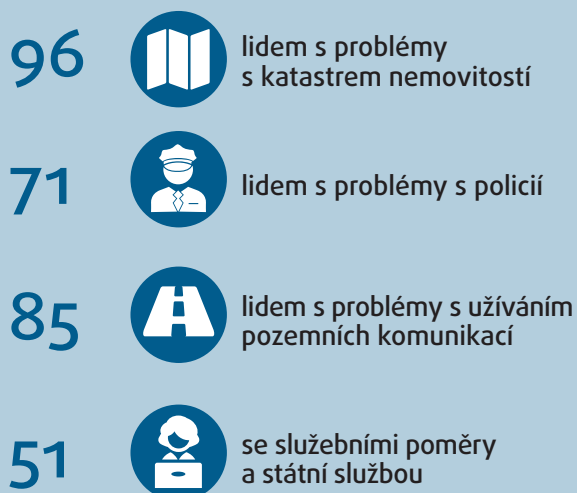 96
lidem s problémy
s katastrem nemovitostí
71
lidem s problémy s policií
85
lidem s problémy s užíváním
pozemních komunikací
51
se služebními poměry
a státní službou